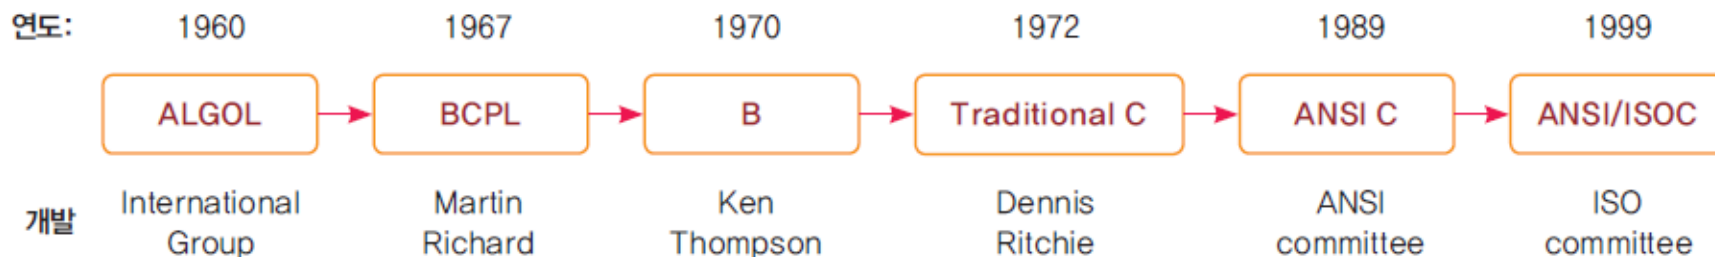 연도: 1960 1967 1970 1972 1989 1999
ALGOL BCPL B Traditional C ANSI C ANSI/ISOC
개발 International Group Martin Richard Ken Thompson Dennis Ritchie ANSI committee ISO committee